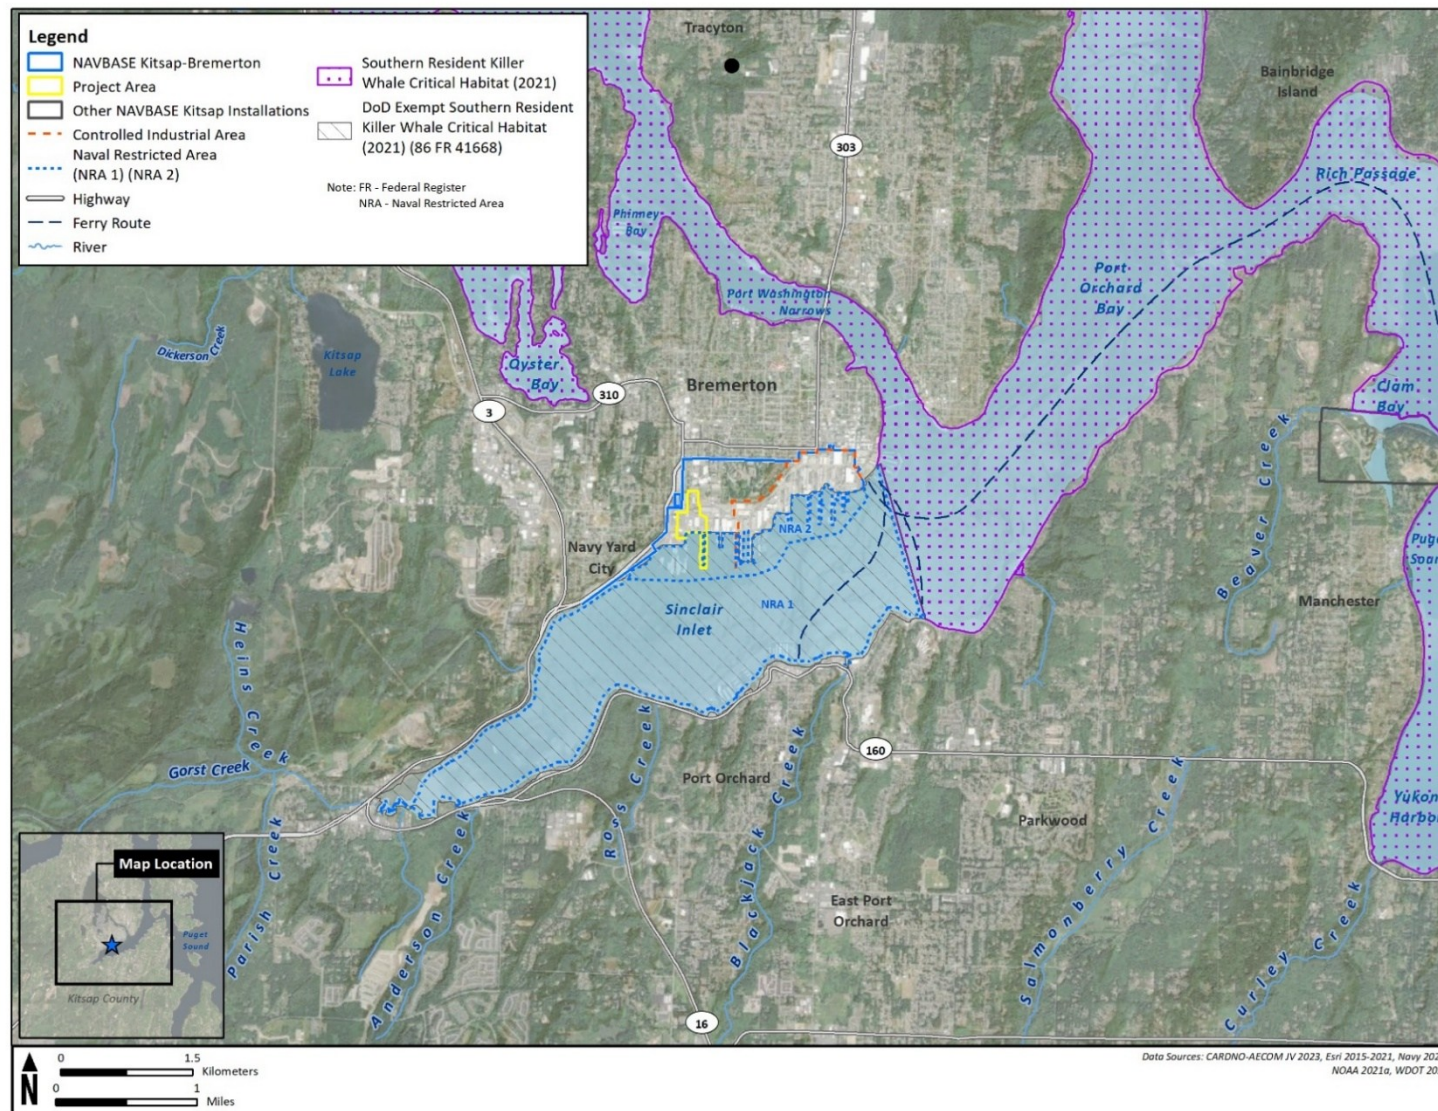 Legend
NAVBASE Kitsap-Bremerton
Project Area
Other NAVBASE Kitsap Installations
Controlled Industrial Area
Naval Restricted Area
(NRA 1) (NRA 2)
Highway
Ferry Route
River
Southern Resident Killer
Whale Critical Habitat (2021)
DoD Exempt Southern Resident
Killer Whale Critical Habitat
(2021) (86 FR 41668)
Note: FR - Federal Register
NRA - Naval Restricted Area
Tracyton
303
Bainbridge
Island
Rich Passage
Phinney
Bay
Port Washington
Narrows
Port
Orchard
Bay
Dickerson Creek
Kitsap
Lake
Oyster
Bay
310
3
Bremerton
Clam
Bay
Beaver Creek
NRA 2
Navy Yard
City
NRA 1
Sinclair
Inlet
Manchester
Heins Creek
Gorst Creek
Ross Creek
Port Orchard
Blackjack Creek
160
Parkwood
Salmonberry Creek
Parish Creek
Anderson Creek
East Port
Orchard
Curley Creek
16
Map Location
Puget
Sound
Kitsap County
N
0 1.5
Kilometers
0 1
Miles
Data Sources: CARDNO-AECOM JV 2023, Esri 2015-2021, Navy 202
NOAA 2021a, WDOT 20